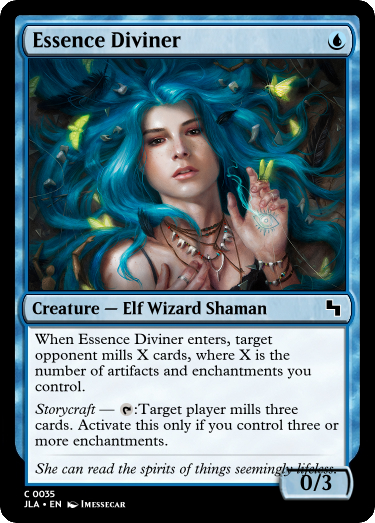 Essence Diviner
Creature — Elf Wizard Shaman
When Essence Diviner enters, target
opponent mills X cards, where X is the
number of artifacts and enchantments you
control.
Storycraft — :Target player mills three
cards. Activate this only if you control three or
more enchantments.
She can read the spirits of things seemingly lifeless.
0/3
C 0035
JLA • EN Imessecar